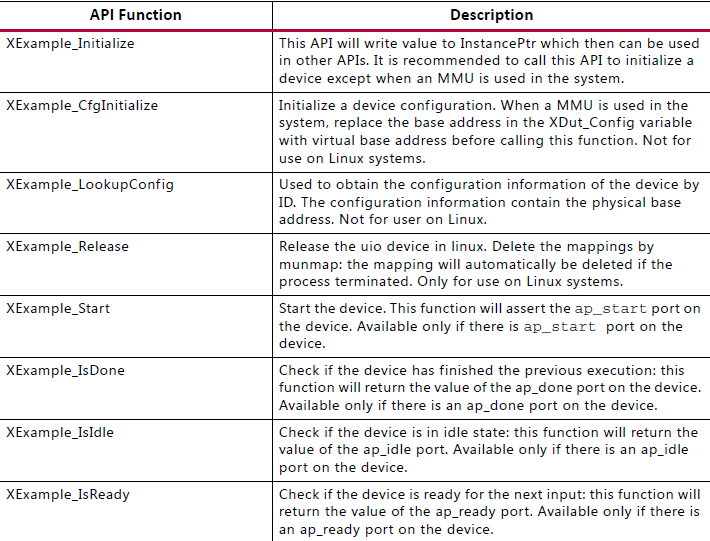 API Function
Description
XExample_Initialize
This API will write value to InstancePtr which then can be used
in other APIs. It is recommended to call this API to initialize a
device except when an MMU is used in the system.
XExample_CfgInitialize
Initialize a device configuration. When a MMU is used in the
system, replace the base address in the XDut_Config variable
with virtual base address before calling this function. Not for
use on Linux systems.
XExample_LookupConfig
Used to obtain the configuration information of the device by
ID. The configuration information contain the physical base
address. Not for user on Linux.
XExample_Release
Release the uio device in linux. Delete the mappings by
munmap: the mapping will automatically be deleted if the
process terminated. Only for use on Linux systems.
XExample_Start
Start the device. This function will assert the ap_start port on
the device. Available only if there is ap_start port on the
device.
XExample_IsDone
Check if the device has finished the previous execution: this
function will return the value of the ap_done port on the device.
Available only if there is an ap_done port on the device.
XExample_IsIdle
Check if the device is in idle state: this function will return the
value of the ap_idle port. Available only if there is an ap_idle
port on the device.
XExample_IsReady
Check if the device is ready for the next input: this function will
return the value of the ap_ready port. Available only if there is
an ap_ready port on the device.